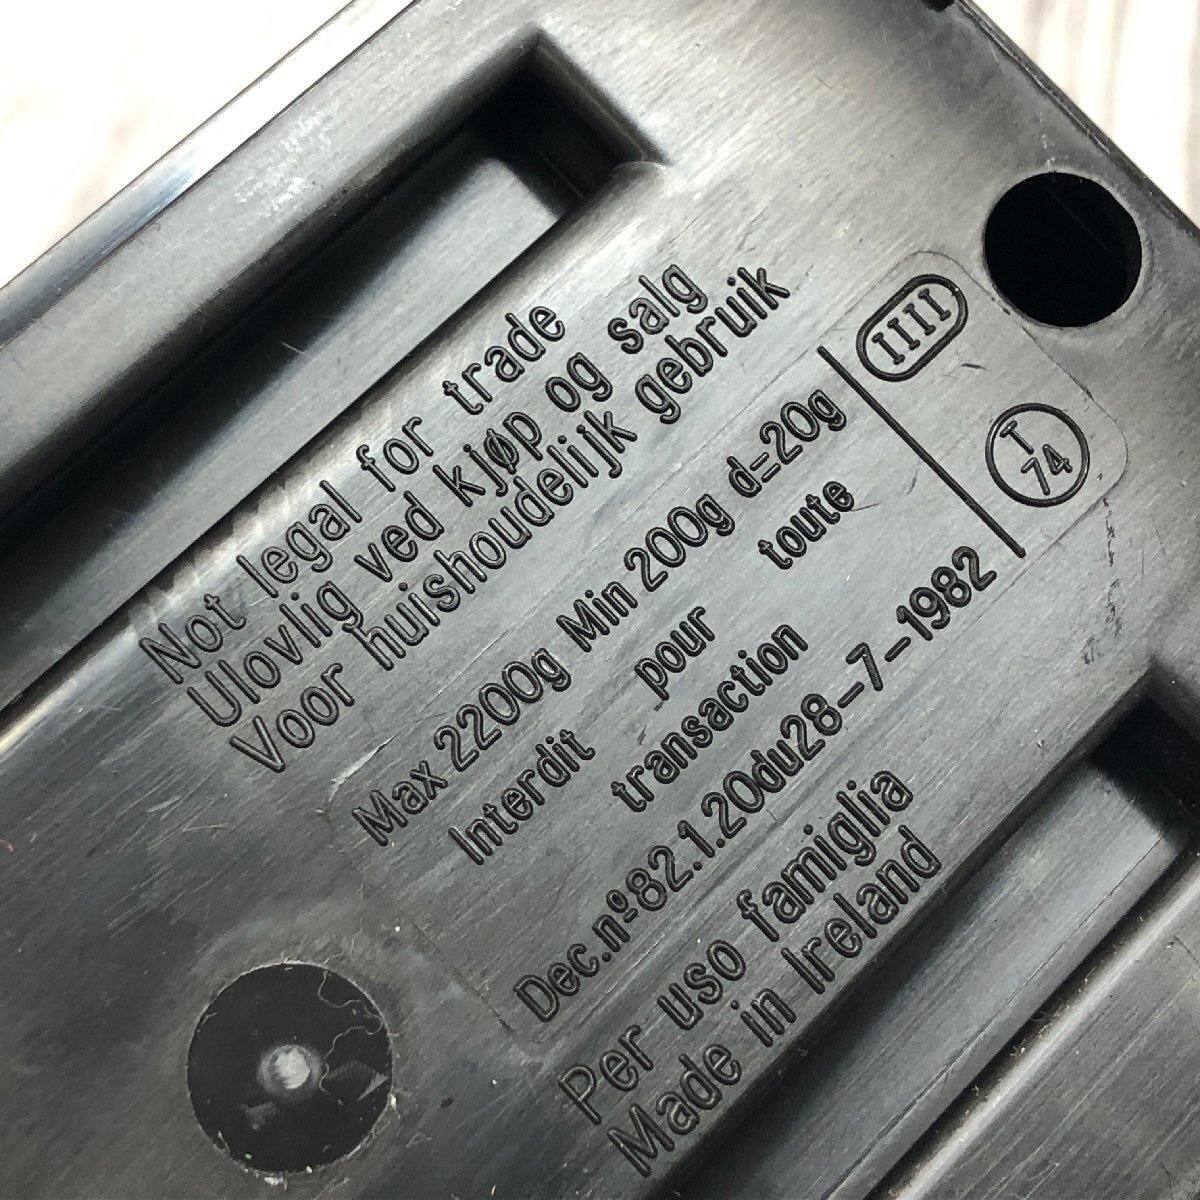 Not legal for trade
Ulovlig ved kjøp og salg
Voor huishoudelijk gebruik
Max 2200g Min 200g d=20g
Interdit pour toute
transaction
Dec.nº82.1.20du28-7-1982
IIII
T
74
Per uso famiglia
Made in Ireland